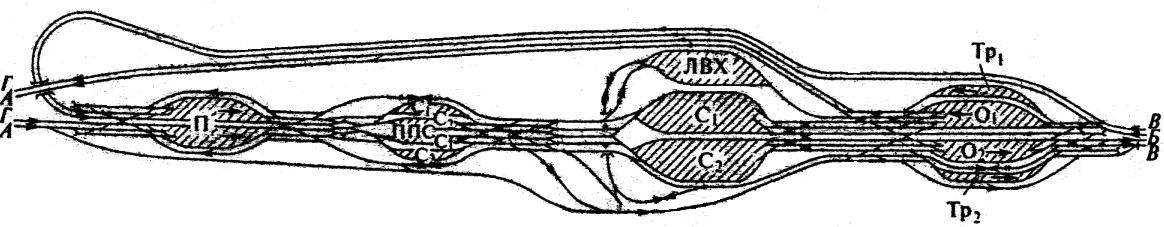 Тр₁
ЛВХ
Г
А
Г
А
П
С₁
С₂
ППС
С₁
С₂
С₁
С₂
О₁
О₂
В
Б
В
Тр₂